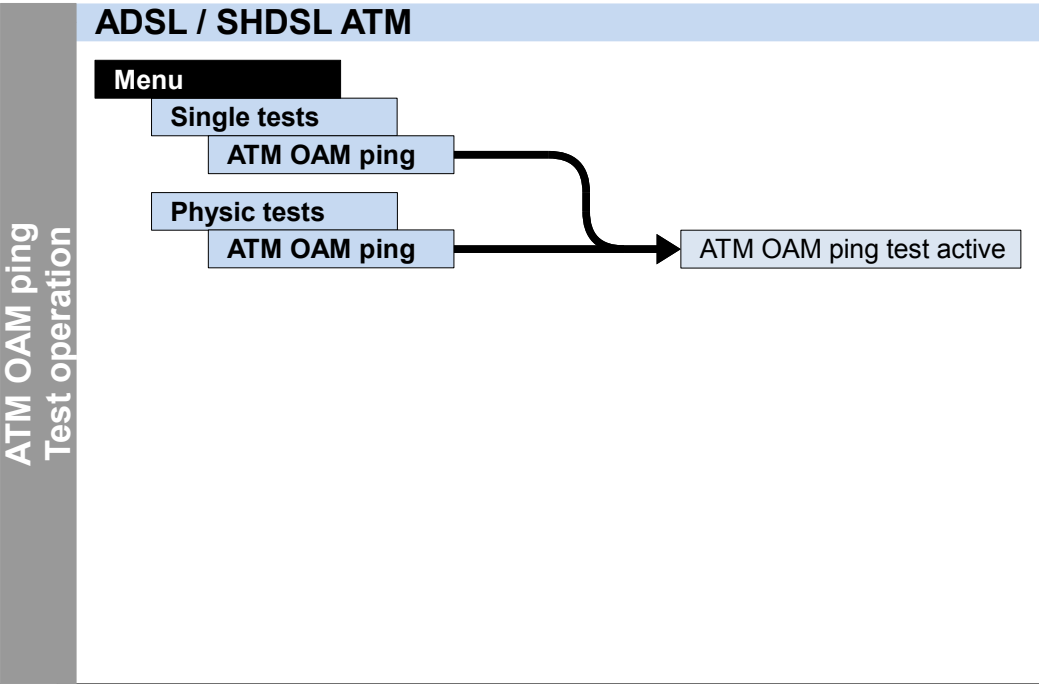 ADSL / SHDSL ATM
Menu
Single tests
ATM OAM ping
Physic tests
ATM OAM ping
ATM OAM ping test active
ATM OAM ping
Test operation